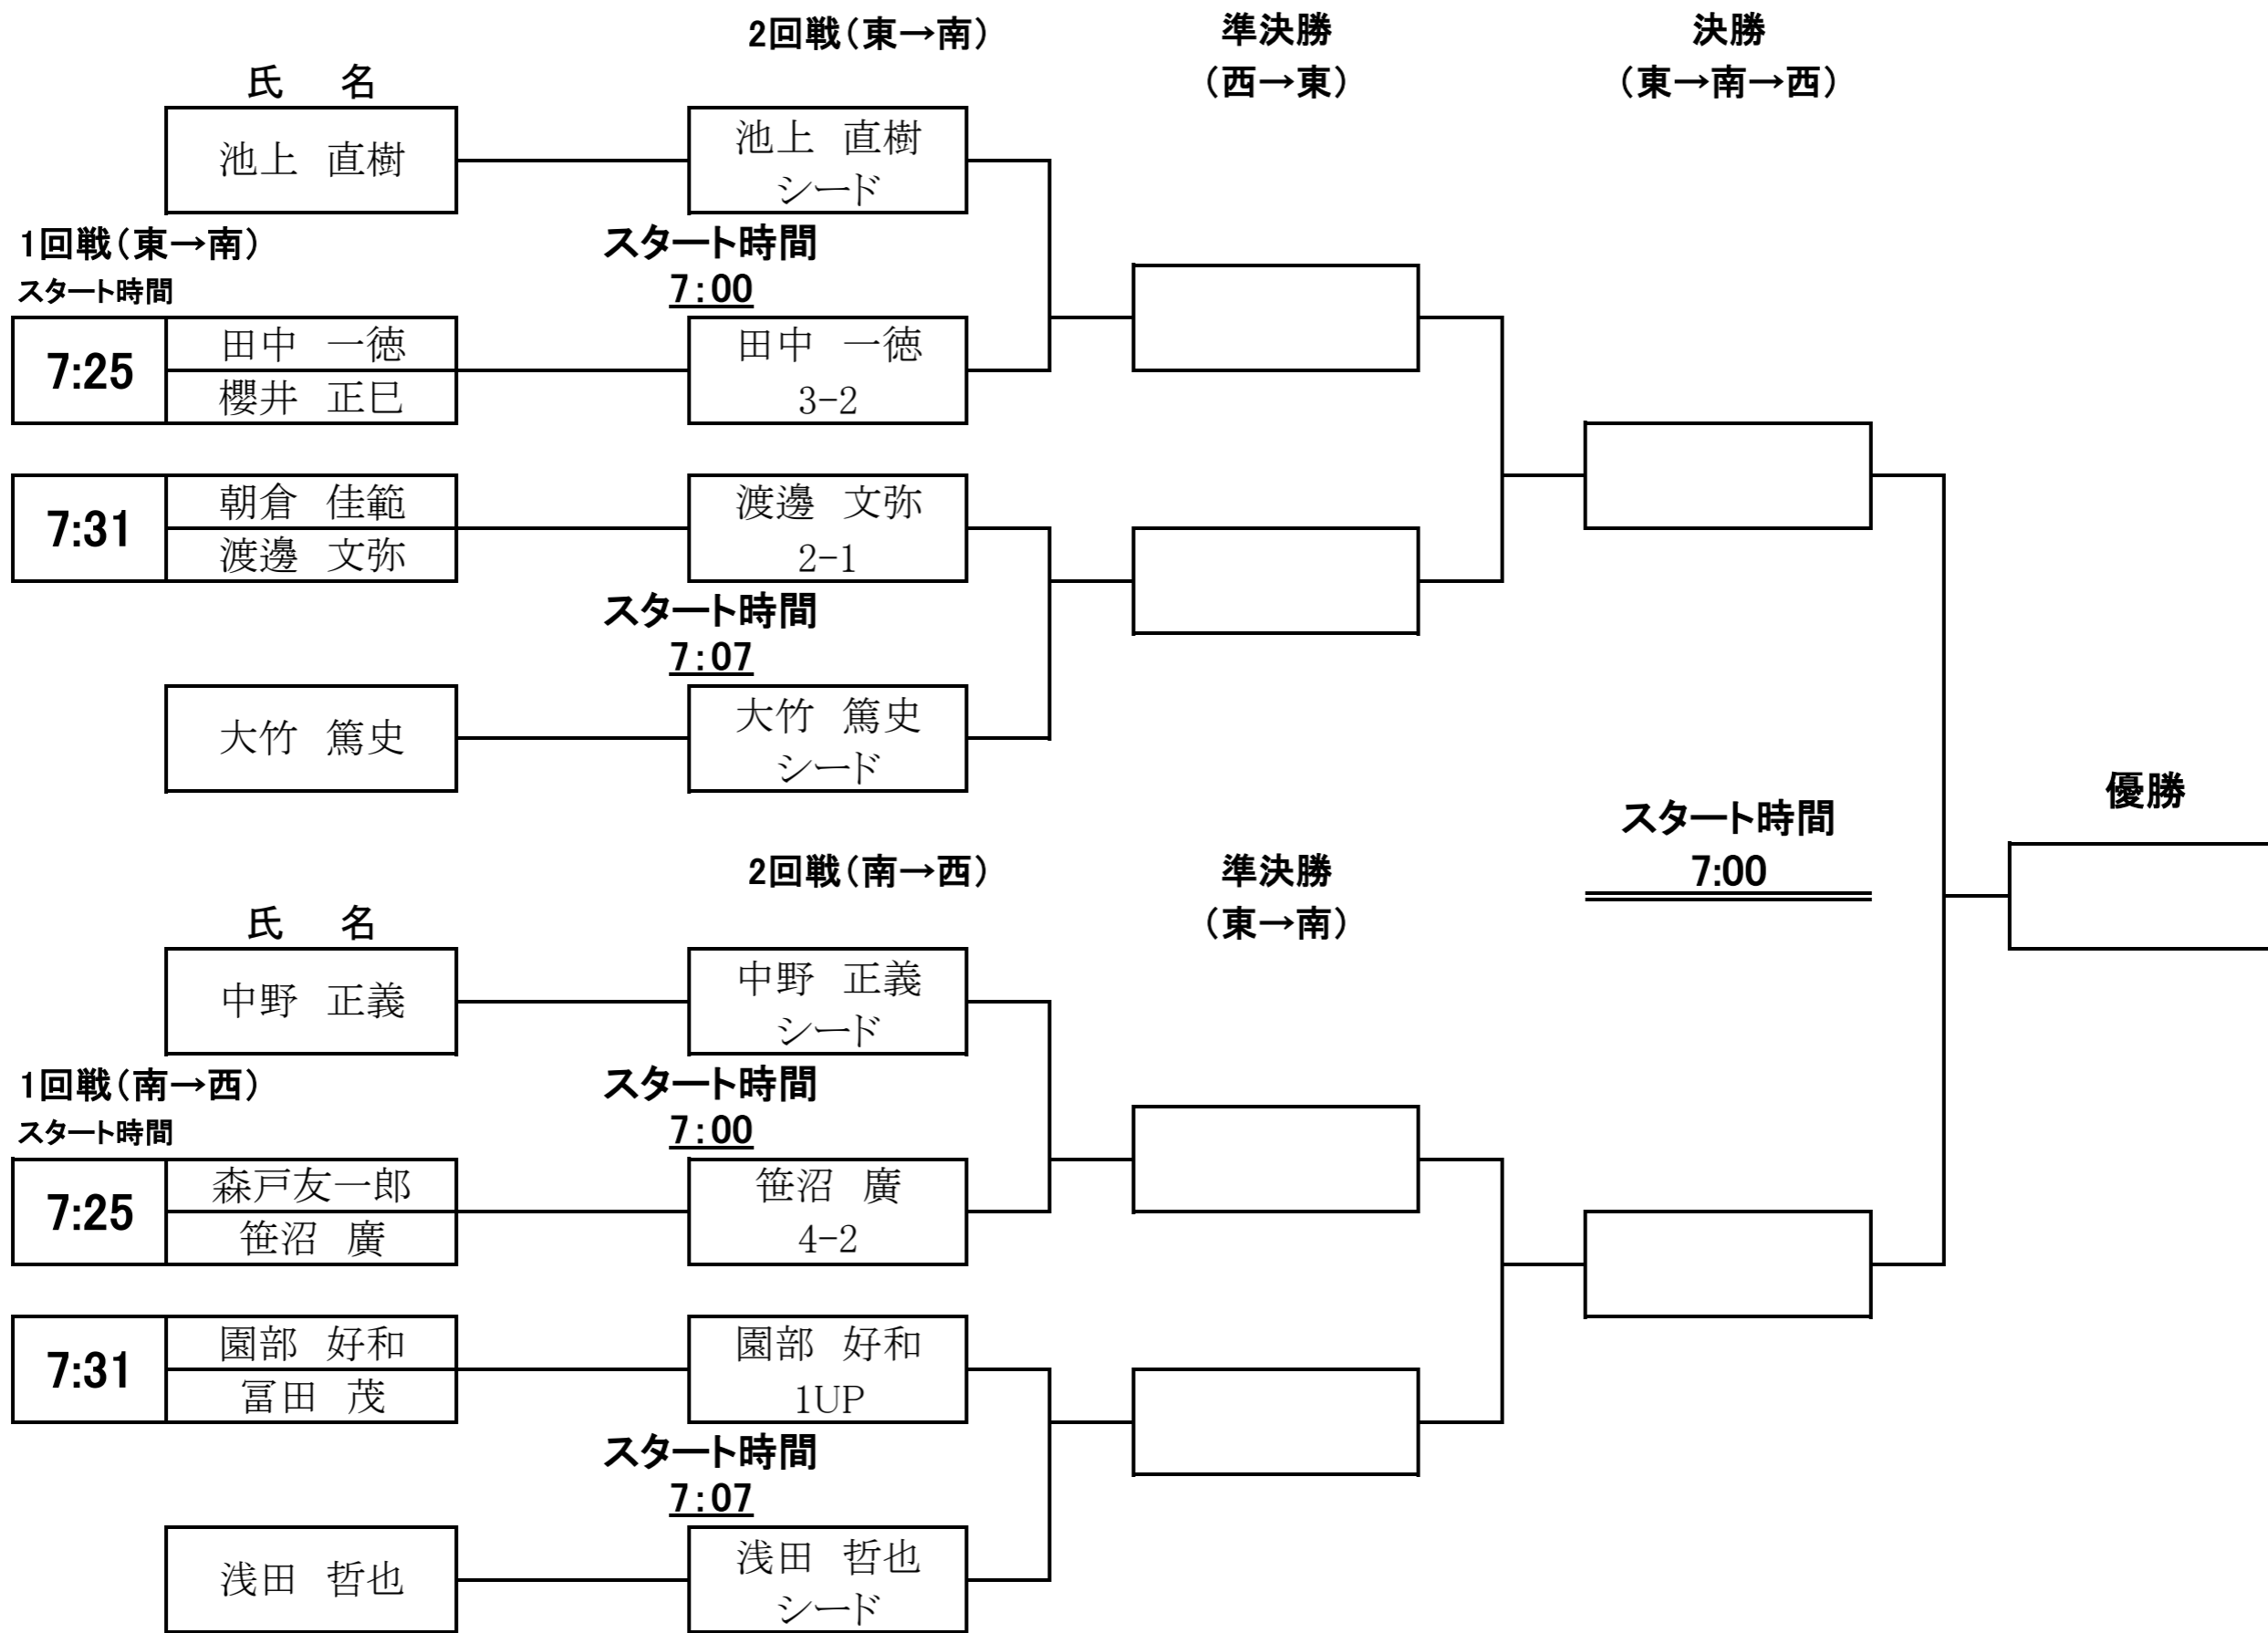 2回戦(東→南)
準決勝
(西→東)
決勝
(東→南→西)
氏 名
池上 直樹
池上 直樹
シード
1回戦(東→南)
スタート時間
スタート時間
7:00
7:25
田中 一徳
櫻井 正巳
田中 一徳
3-2
7:31
朝倉 佳範
渡邊 文弥
渡邊 文弥
2-1
スタート時間
7:07
大竹 篤史
大竹 篤史
シード
優勝
スタート時間
7:00
2回戦(南→西)
準決勝
(東→南)
氏 名
中野 正義
中野 正義
シード
1回戦(南→西)
スタート時間
スタート時間
7:00
7:25
森戸友一郎
笹沼 廣
笹沼 廣
4-2
7:31
園部 好和
冨田 茂
園部 好和
1UP
スタート時間
7:07
浅田 哲也
浅田 哲也
シード